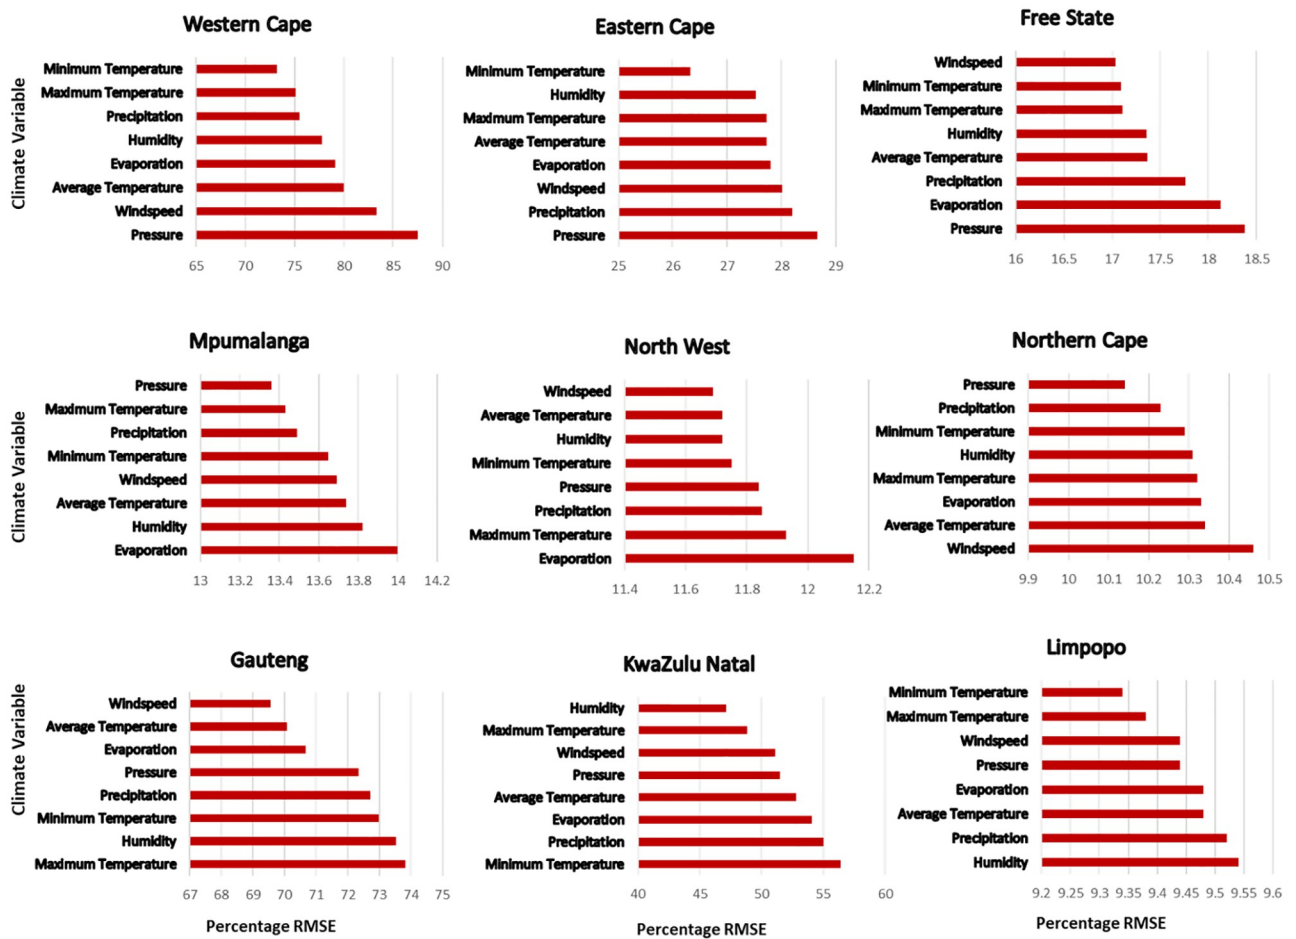 Western Cape
Climate Variable
Minimum Temperature
Maximum Temperature
Precipitation
Humidity
Evaporation
Average Temperature
Windspeed
Pressure
65 70 75 80 85 90
Eastern Cape
Minimum Temperature
Humidity
Maximum Temperature
Average Temperature
Evaporation
Windspeed
Precipitation
Pressure
25 26 27 28 29
Free State
Windspeed
Minimum Temperature
Maximum Temperature
Humidity
Average Temperature
Precipitation
Evaporation
Pressure
16 16.5 17 17.5 18 18.5
Mpumalanga
Climate Variable
Pressure
Maximum Temperature
Precipitation
Minimum Temperature
Windspeed
Average Temperature
Humidity
Evaporation
13 13.2 13.4 13.6 13.8 14 14.2
North West
Windspeed
Average Temperature
Humidity
Minimum Temperature
Pressure
Precipitation
Maximum Temperature
Evaporation
11.4 11.6 11.8 12 12.2
Northern Cape
Pressure
Precipitation
Minimum Temperature
Humidity
Maximum Temperature
Evaporation
Average Temperature
Windspeed
9.9 10 10.1 10.2 10.3 10.4 10.5
Gauteng
Climate Variable
Windspeed
Average Temperature
Evaporation
Pressure
Precipitation
Minimum Temperature
Humidity
Maximum Temperature
67 68 69 70 71 72 73 74 75
Percentage RMSE
KwaZulu Natal
Humidity
Maximum Temperature
Windspeed
Pressure
Average Temperature
Evaporation
Precipitation
Minimum Temperature
40 45 50 55 60
Percentage RMSE
Limpopo
Minimum Temperature
Maximum Temperature
Windspeed
Pressure
Evaporation
Average Temperature
Precipitation
Humidity
9.2 9.25 9.3 9.35 9.4 9.45 9.5 9.55 9.6
Percentage RMSE